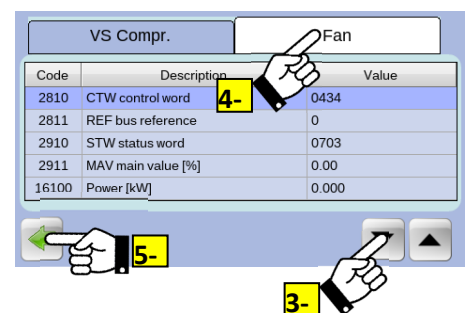 VS Compr. Fan
Code Description Value
2810 CTW control word 0434
4-
2811 REF bus reference 0
2910 STW status word 0703
2911 MAV main value [%] 0.00
16100 Power [kW] 0.000
5-
3-